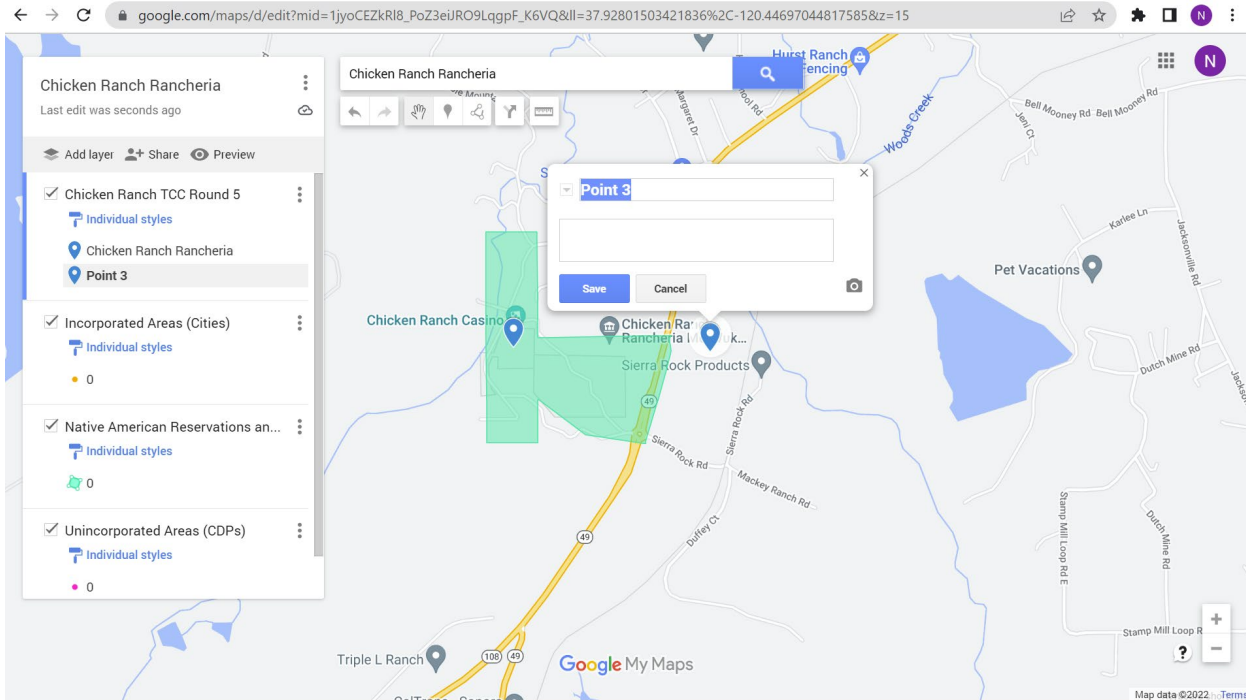 google.com/maps/d/edit?mid=1jyoCEZkRl8_PoZ3eiJRO9LqgpF_K6VQ&ll=37.92801503421836%2C-120.44697044817585&z=15
N
Chicken Ranch Rancheria
Last edit was seconds ago
Add layer
Share
Preview
Chicken Ranch TCC Round 5
Individual styles
Chicken Ranch Rancheria
Point 3
Incorporated Areas (Cities)
Individual styles
0
Native American Reservations an...
Individual styles
0
Unincorporated Areas (CDPs)
Individual styles
0
Chicken Ranch Rancheria
N
Hurst Ranch
Fencing
Margaret Dr
Woods Creek
Bell Mooney Rd
Bell Mooney Rd
Jeni Ct
Point 3
Save
Cancel
Karlee Ln
Jacksonville Rd
Pet Vacations
Chicken Ranch Casino
Chicken Ra
Rancheria
Sierra Rock Products
49
Dutch Mine Rd
Sierra Rock Rd
Sierra Rock Rd
Mackey Ranch Rd
Duffey Ct
49
Stamp Mill Loop Rd E
Dutch Mine Rd
Stamp Mill Loop R
Triple L Ranch
108
49
Google My Maps
?
Map data ©2022
Terms